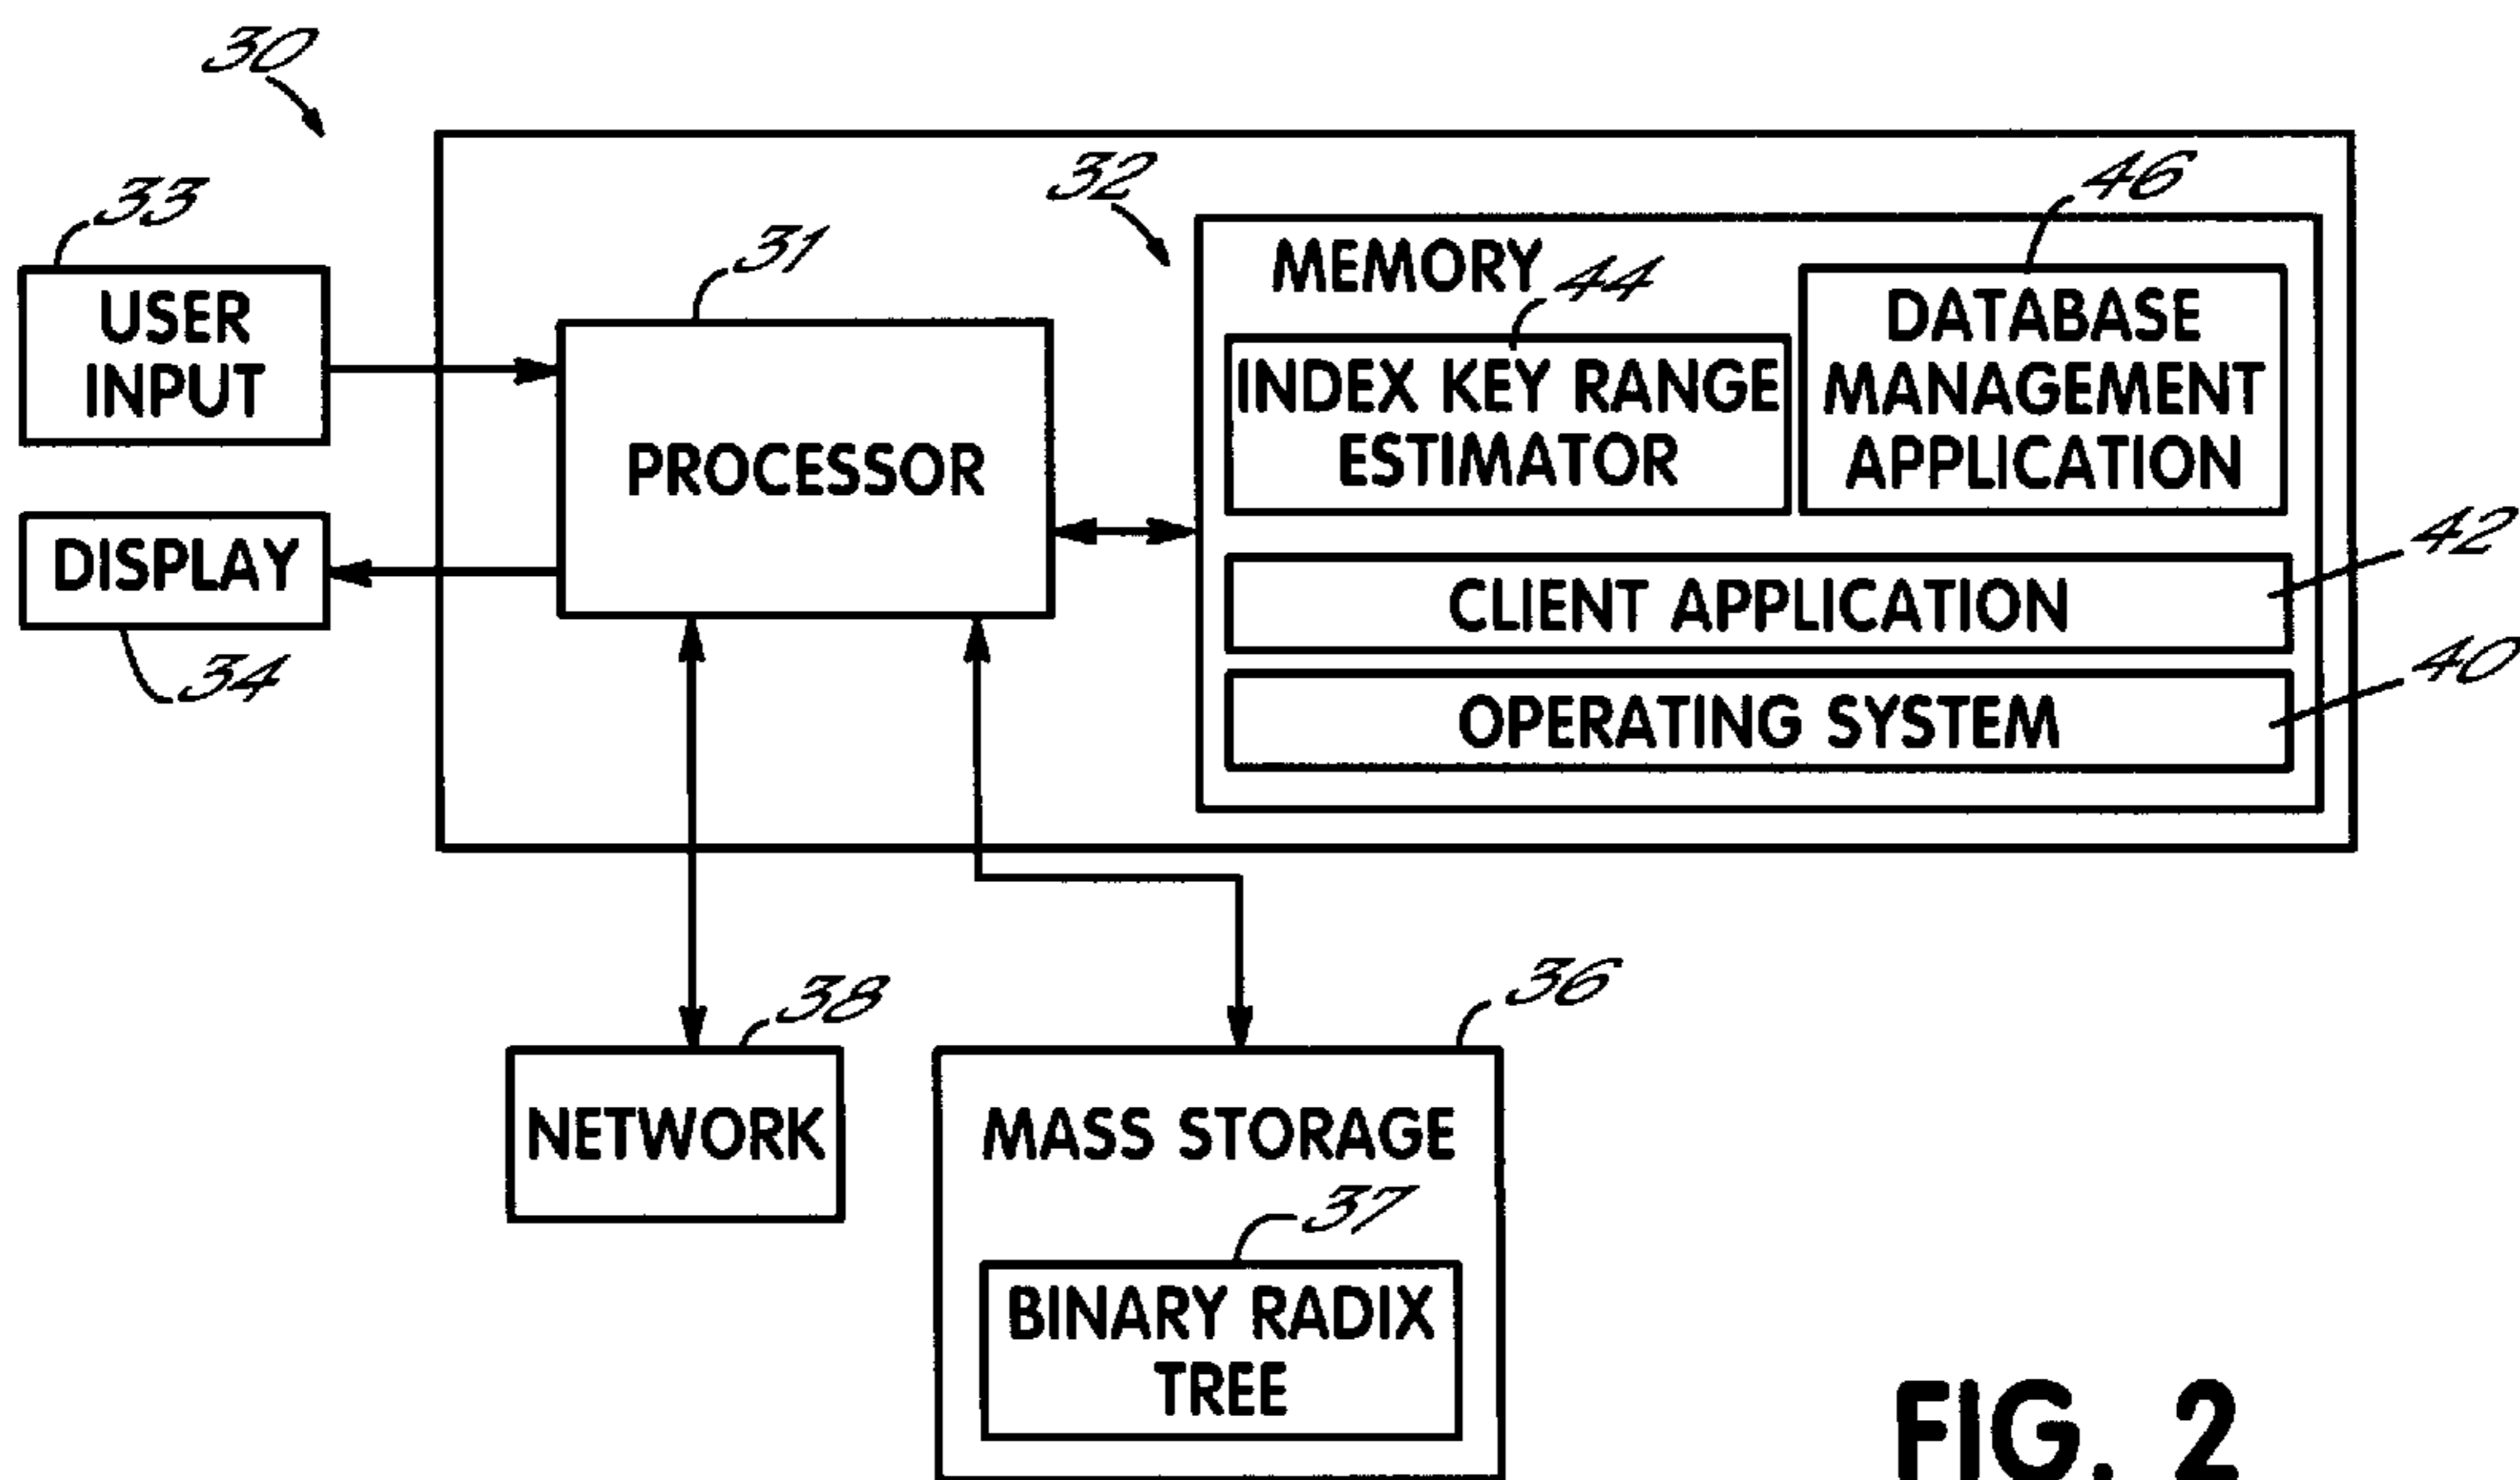 30
33
32
46
31
MEMORY
44
USER
INPUT
DATABASE
MANAGEMENT
APPLICATION
INDEX KEY RANGE
ESTIMATOR
PROCESSOR
42
DISPLAY
CLIENT APPLICATION
34
40
OPERATING SYSTEM
38
36
NETWORK
MASS STORAGE
37
BINARY RADIX
TREE
FIG. 2